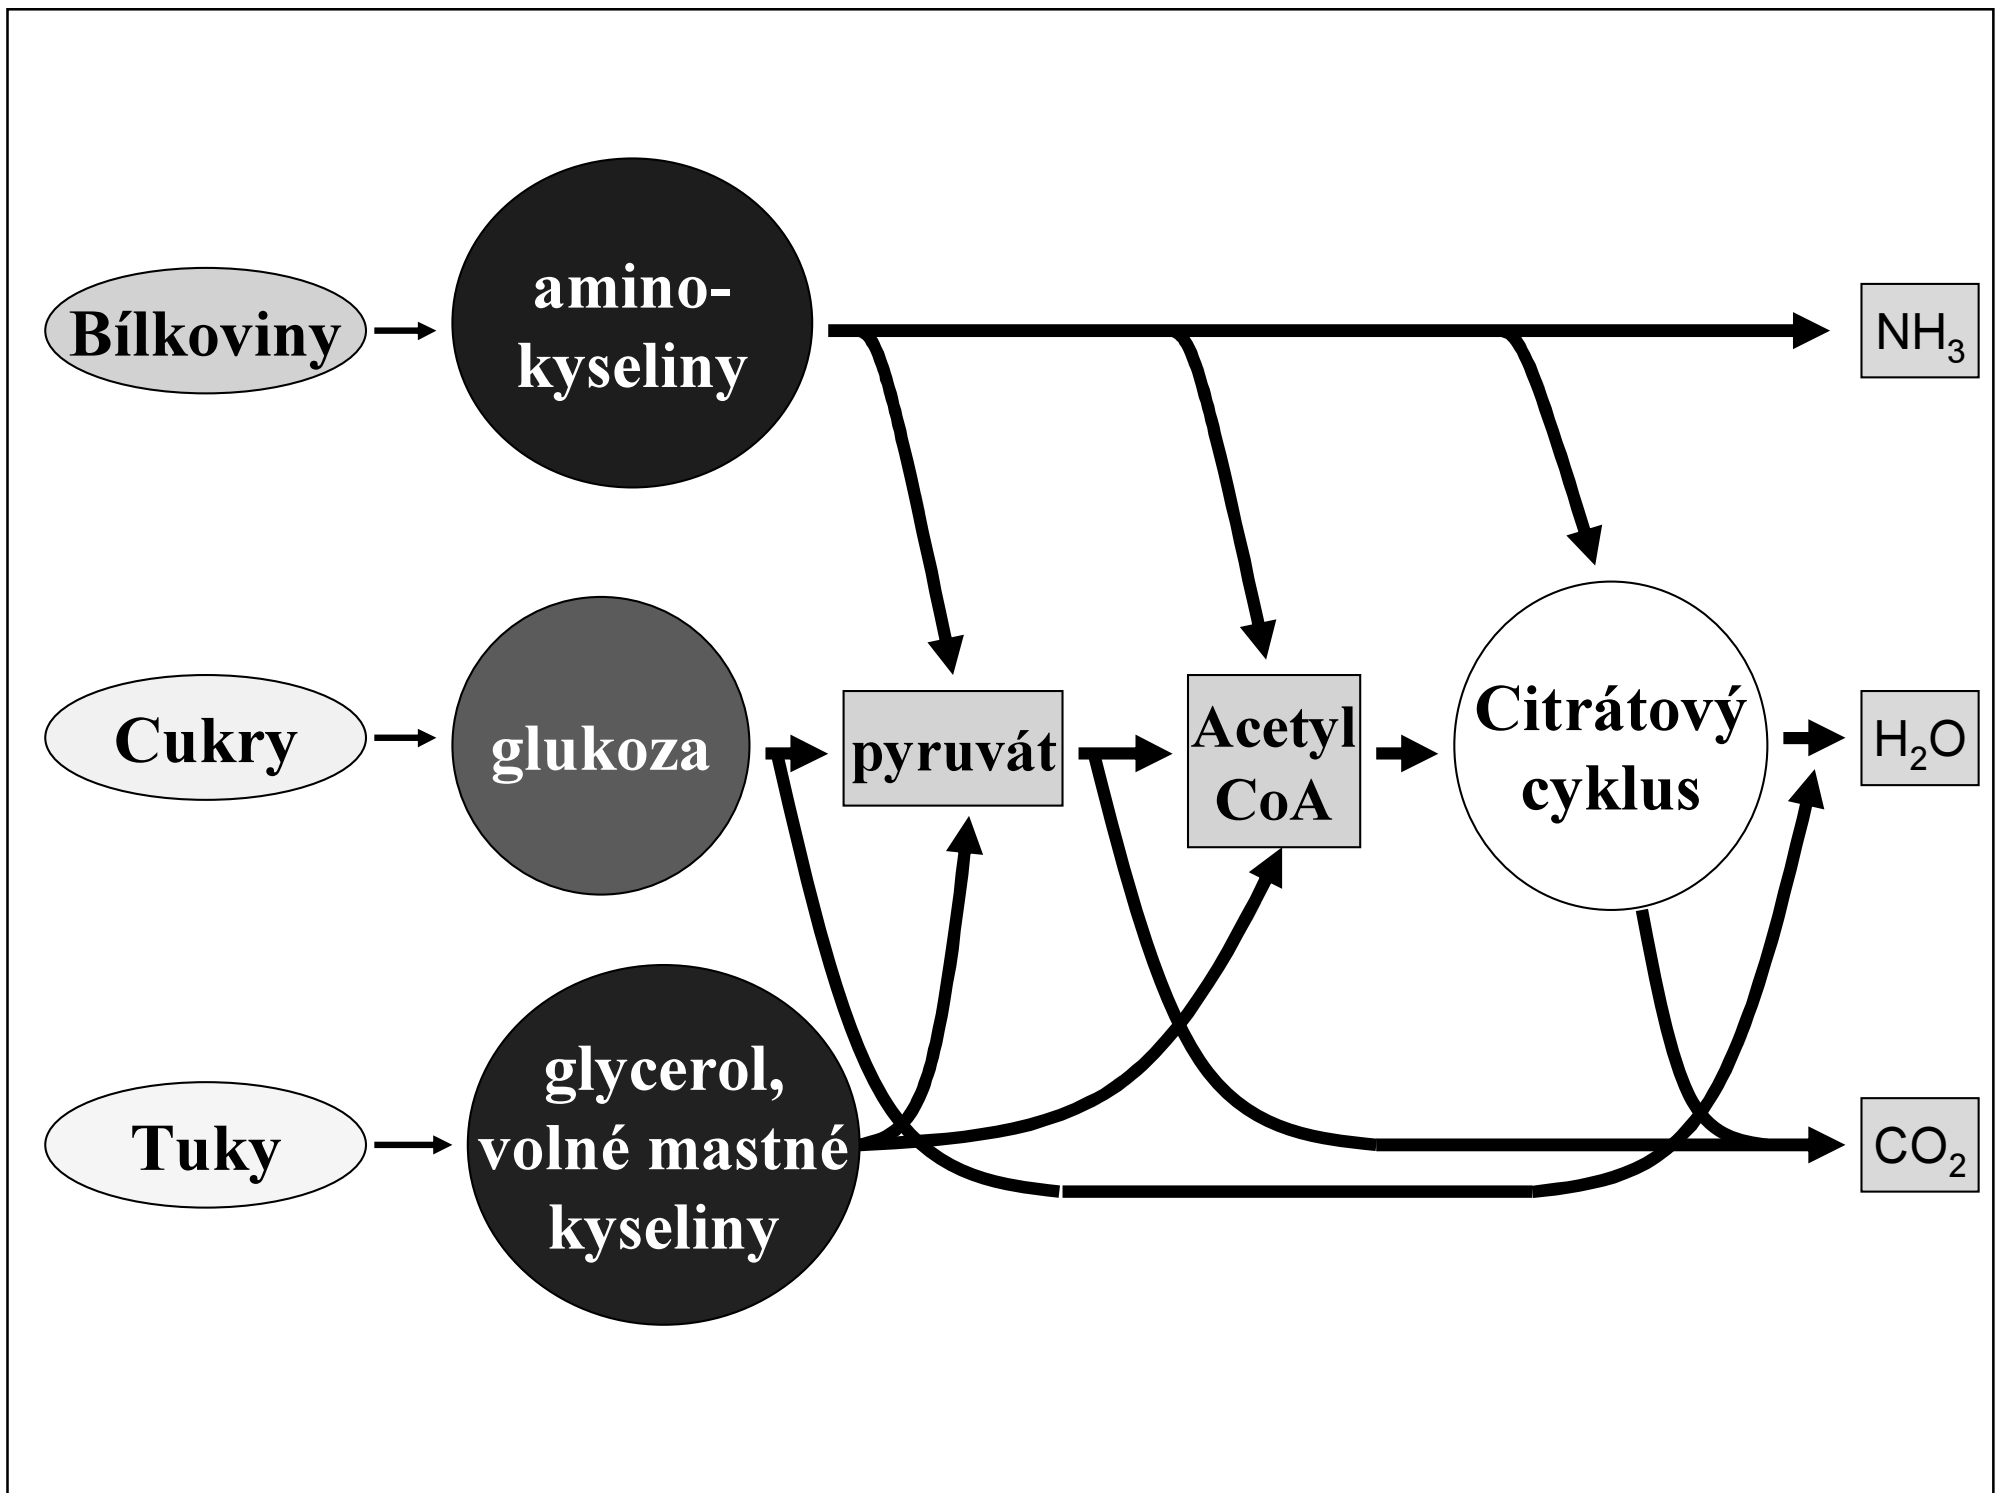 Bílkoviny
amino-
kyseliny
NH₃
Cukry
glukoza
pyruvát
Acetyl
CoA
Citrátový
cyklus
H₂O
Tuky
glycerol,
volné mastné
kyseliny
CO₂